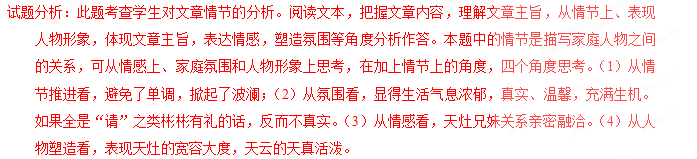 试题分析：此题考查学生对文章情节的分析。阅读文本，把握文章内容，理解文章主旨，从情节上、表现
人物形象，体现文章主旨，表达情感，塑造氛围等角度分析作答。本题中的情节是描写家庭人物之间
的关系，可从情感上、家庭氛围和人物形象上思考，在加上情节上的角度，四个角度思考。（1）从情
节推进看，避免了单调，掀起了波澜；（2）从氛围看，显得生活气息浓郁，真实、温馨，充满生机。
如果全是“请”之类彬彬有礼的话，反而不真实。（3）从情感看，天灶兄妹关系亲密融洽。（4）从人
物塑造看，表现天灶的宽容大度，天云的天真活泼。